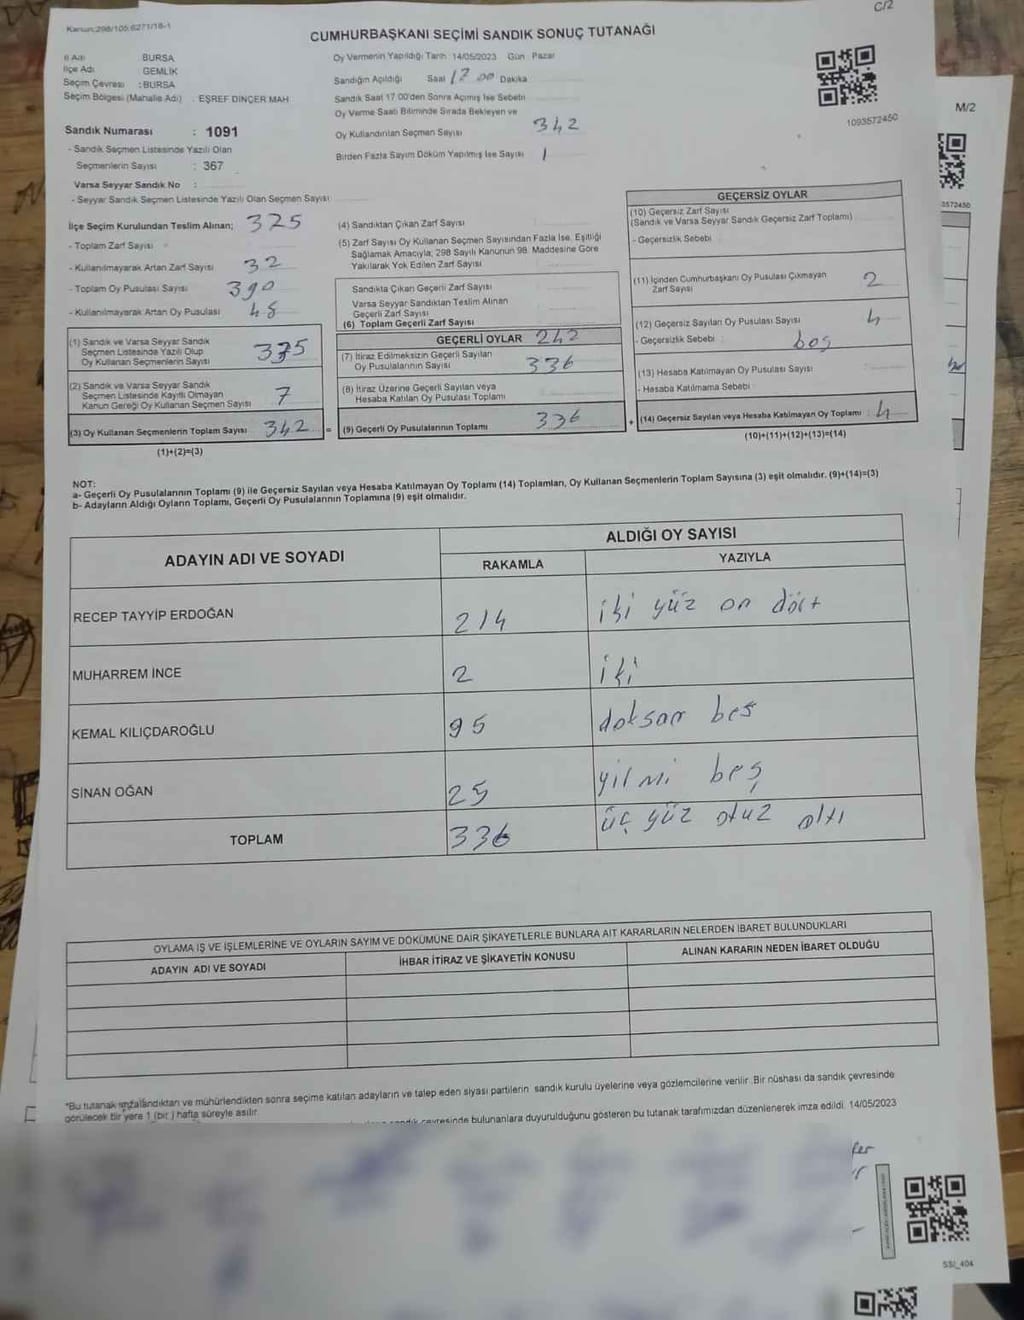 Kanun:298/105;6271/18-1
C/2
CUMHURBAŞKANI SEÇİMİ SANDIK SONUÇ TUTANAĞI
İl Adı BURSA
İlçe Adı GEMLİK
Seçim Çevresi : BURSA
Seçim Bölgesi (Mahalle Adı) . EŞREF DİNÇER MAH
Sandık Numarası : 1091
- Sandık Seçmen Listesinde Yazılı Olan
Seçmenlerin Sayısı : 367
Varsa Seyyar Sandık No :
- Seyyar Sandık Seçmen Listesinde Yazılı Olan Seçmen Sayısı
Oy Vermenin Yapıldığı Tarih 14/05/2023 Gün Pazar
Sandığın Açıldığı Saat 17 00 Dakika
Sandık Saat 17.00'den Sonra Açılmış İse Sebebi
Oy Verme Saati Bitiminde Sırada Bekleyen ve
Oy Kullandırılan Seçmen Sayısı 342
Birden Fazla Sayım Döküm Yapılmış İse Sayısı 1
1093572450
M/2
3572450
İlçe Seçim Kurulundan Teslim Alınan; 375
- Toplam Zarf Sayısı
- Kullanılmayarak Artan Zarf Sayısı 32
- Toplam Oy Pusulası Sayısı 390
- Kullanılmayarak Artan Oy Pusulası 48
(1) Sandık ve Varsa Seyyar Sandık
Seçmen Listesinde Yazılı Olup
Oy Kullanan Seçmenlerin Sayısı 335
(2) Sandık ve Varsa Seyyar Sandık
Seçmen Listesinde Kayıtlı Olmayan
Kanun Gereği Oy Kullanan Seçmen Sayısı 7
(3) Oy Kullanan Seçmenlerin Toplam Sayısı 342
(1)+(2)=(3)
(4) Sandıktan Çıkan Zarf Sayısı
(5) Zarf Sayısı Oy Kullanan Seçmen Sayısından Fazla İse, Eşitliği
Sağlamak Amacıyla; 298 Sayılı Kanunun 98. Maddesine Göre
Yakılarak Yok Edilen Zarf Sayısı
Sandıkta Çıkan Geçerli Zarf Sayısı
Varsa Seyyar Sandıktan Teslim Alınan
Geçerli Zarf Sayısı
(6) Toplam Geçerli Zarf Sayısı
GEÇERLİ OYLAR 242
(7) İtiraz Edilmeksizin Geçerli Sayılan
Oy Pusulasının Sayısı 336
(8) İtiraz Üzerine Geçerli Sayılan veya
Hesaba Katılan Oy Pusulası Toplamı
= (9) Geçerli Oy Pusulalarının Toplamı 336
GEÇERSİZ OYLAR
(10) Geçersiz Zarf Sayısı
(Sandık ve Varsa Seyyar Sandık Geçersiz Zarf Toplamı)
- Geçersizlik Sebebi
(11) İçinden Cumhurbaşkanı Oy Pusulası Çıkmayan
Zarf Sayısı 2
(12) Geçersiz Sayılan Oy Pusulası Sayısı 4
- Geçersizlik Sebebi boş
(13) Hesaba Katılmayan Oy Pusulası Sayısı
- Hesaba Katılmama Sebebi
+ (14) Geçersiz Sayılan veya Hesaba Katılmayan Oy Toplamı : 4
(10)+(11)+(12)+(13)=(14)
NOT:
a- Geçerli Oy Pusulalarının Toplamı (9) ile Geçersiz Sayılan veya Hesaba Katılmayan Oy Toplamı (14) Toplamları, Oy Kullanan Seçmenlerin Toplam Sayısına (3) eşit olmalıdır. (9)+(14)=(3)
b- Adayların Aldığı Oyların Toplamı, Geçerli Oy Pusulalarının Toplamına (9) eşit olmalıdır.
ADAYIN ADI VE SOYADI
ALDIĞI OY SAYISI
RAKAMLA YAZIYLA
RECEP TAYYİP ERDOĞAN 214 iki yüz on dört
MUHARREM İNCE 2 iki
KEMAL KILIÇDAROĞLU 95 doksan beş
SİNAN OĞAN 25 yirmi beş
TOPLAM 336 üç yüz otuz altı
OYLAMA İŞ VE İŞLEMLERİNE VE OYLARIN SAYIM VE DÖKÜMÜNE DAİR ŞİKAYETLERLE BUNLARA AİT KARARLARIN NELERDEN İBARET BULUNDUKLARI
ADAYIN ADI VE SOYADI İHBAR İTİRAZ VE ŞİKAYETİN KONUSU ALINAN KARARIN NEDEN İBARET OLDUĞU
*Bu tutanak imzalandıktan ve mühürlendikten sonra seçime katılan adayların ve talep eden siyasi partilerin sandık kurulu üyelerine veya gözlemcilerine verilir. Bir nüshası da sandık çevresinde
görülecek bir yere 1 (bir ) hafta süreyle asılır.
sandık çevresinde bulunanlara duyurulduğunu gösteren bu tutanak tarafımızdan düzenlenerek imza edildi. 14/05/2023
SSI_404